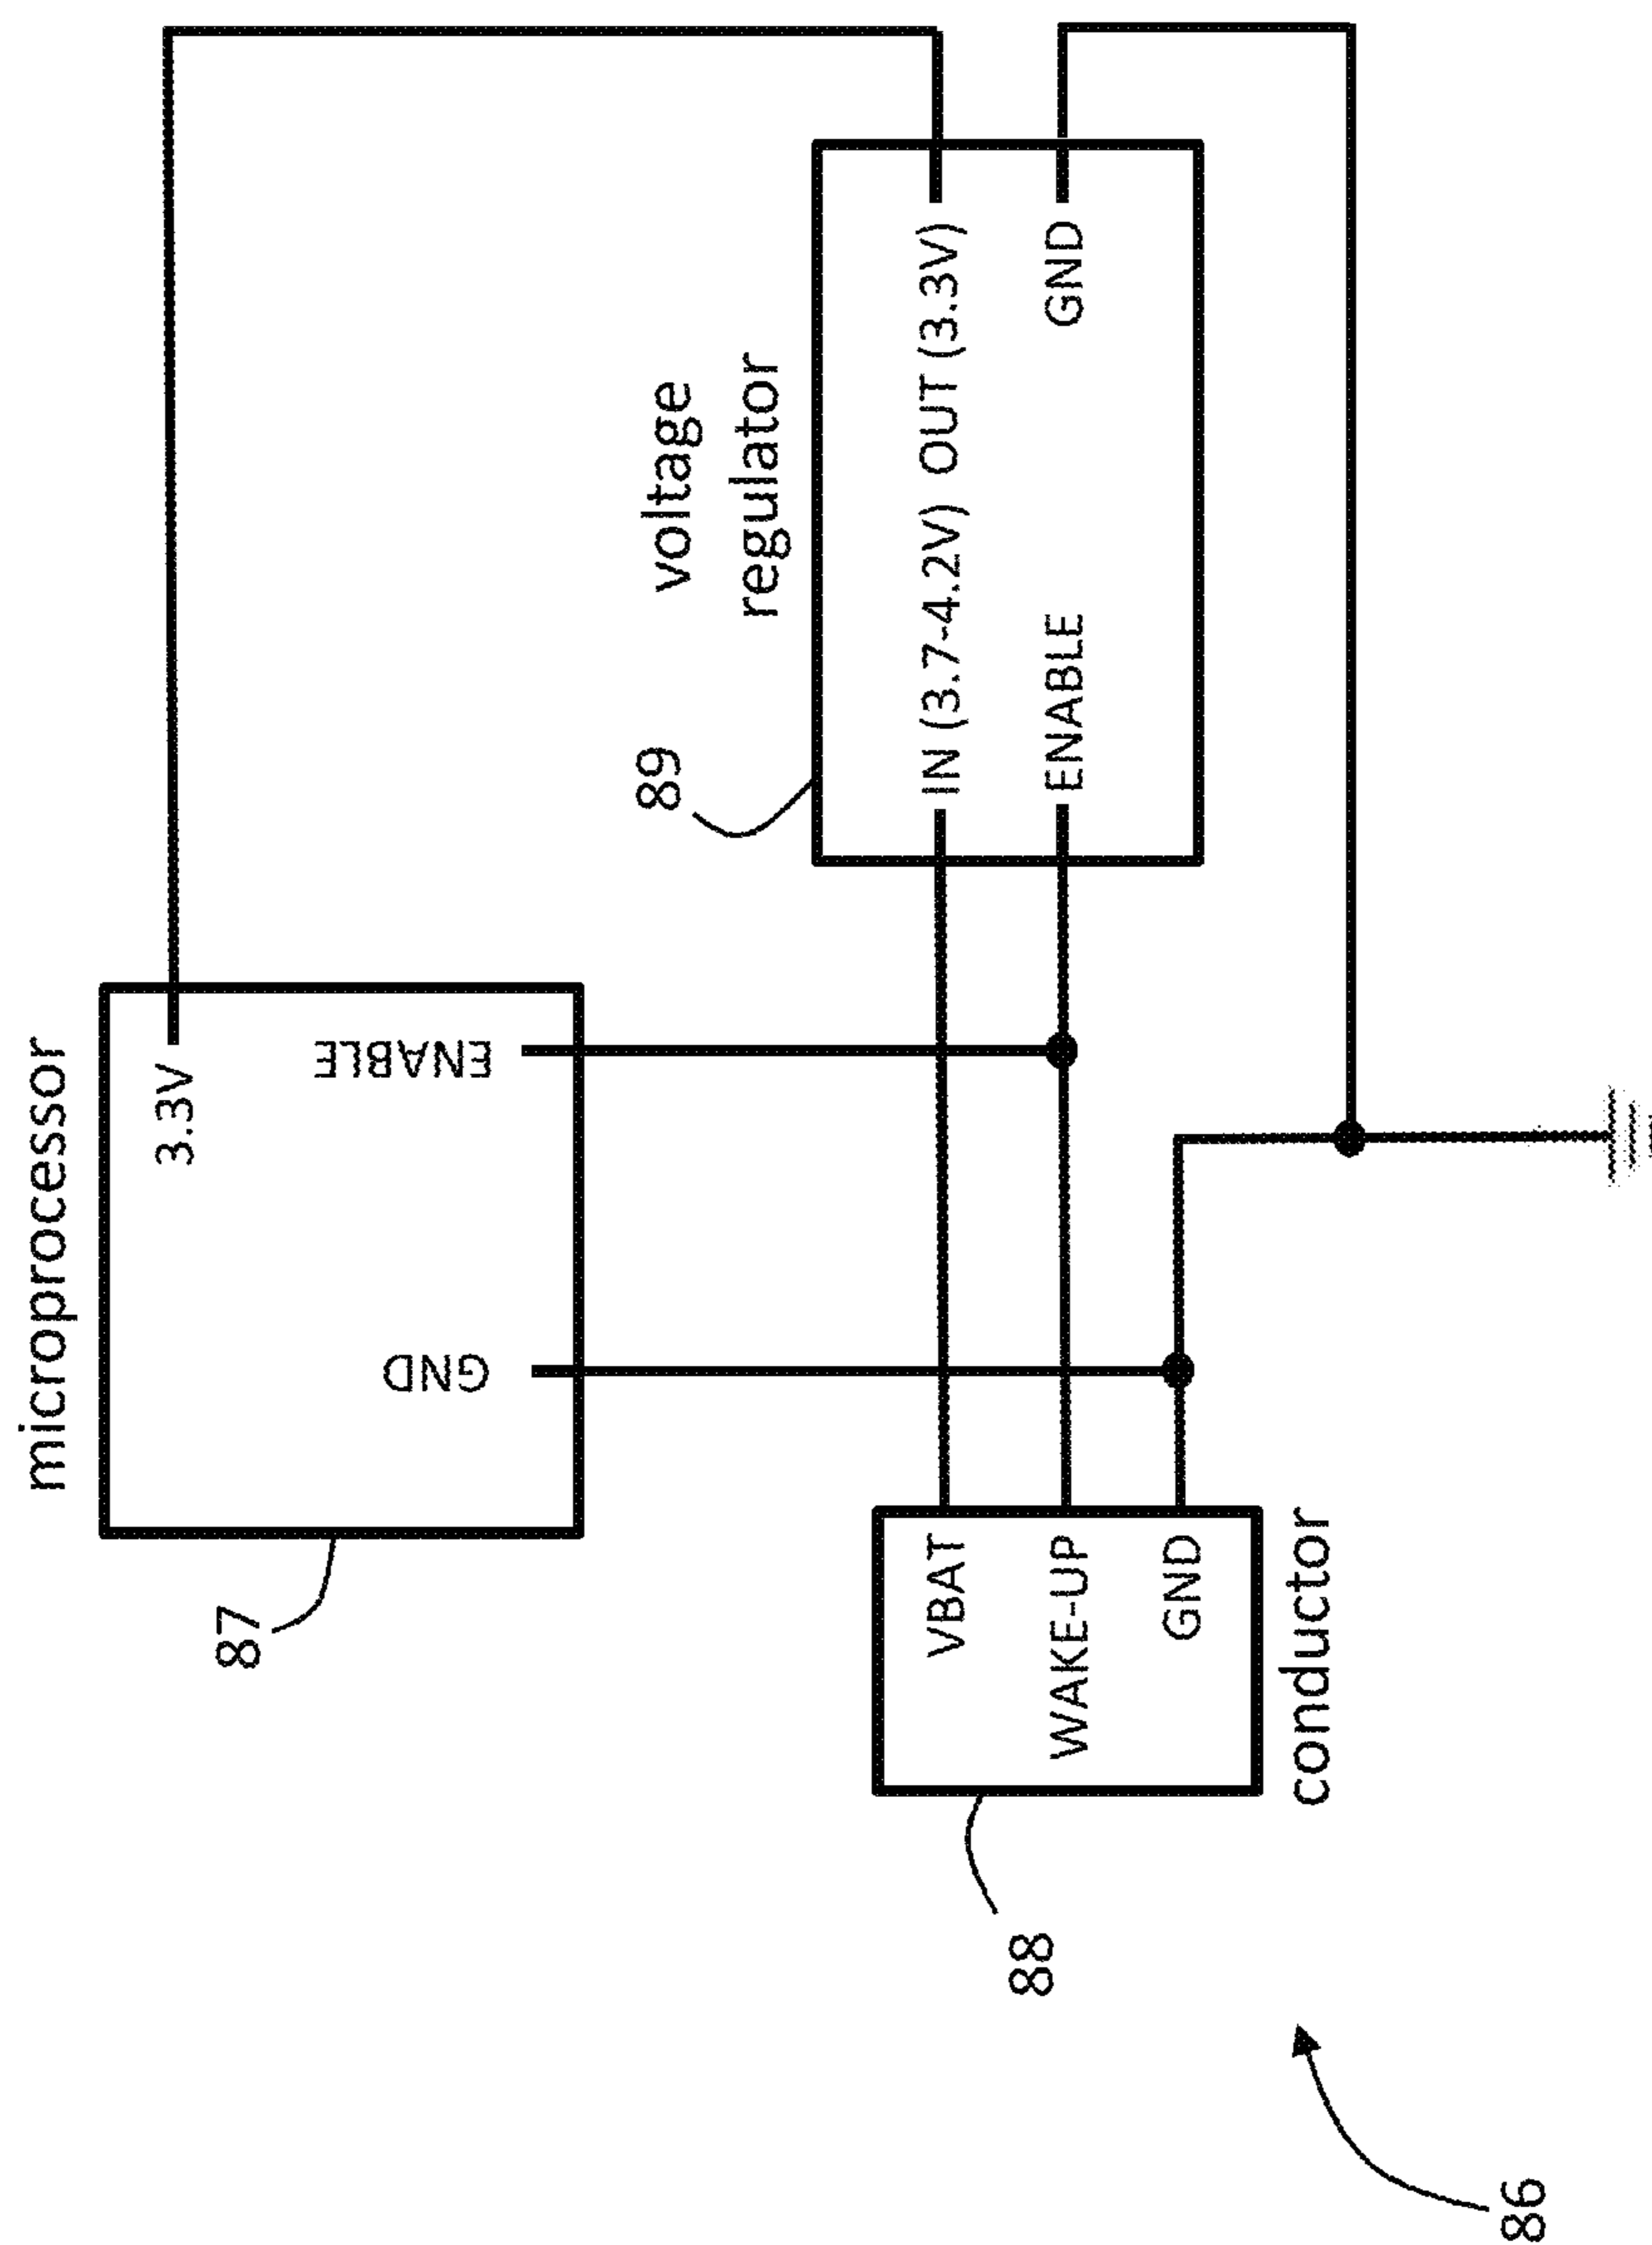 microprocessor
87
3.3V
ENABLE
GND
voltage
regulator
89
IN (3.7-4.2V) OUT (3.3V)
ENABLE
GND
VBAT
WAKE-UP
GND
conductor
88
86